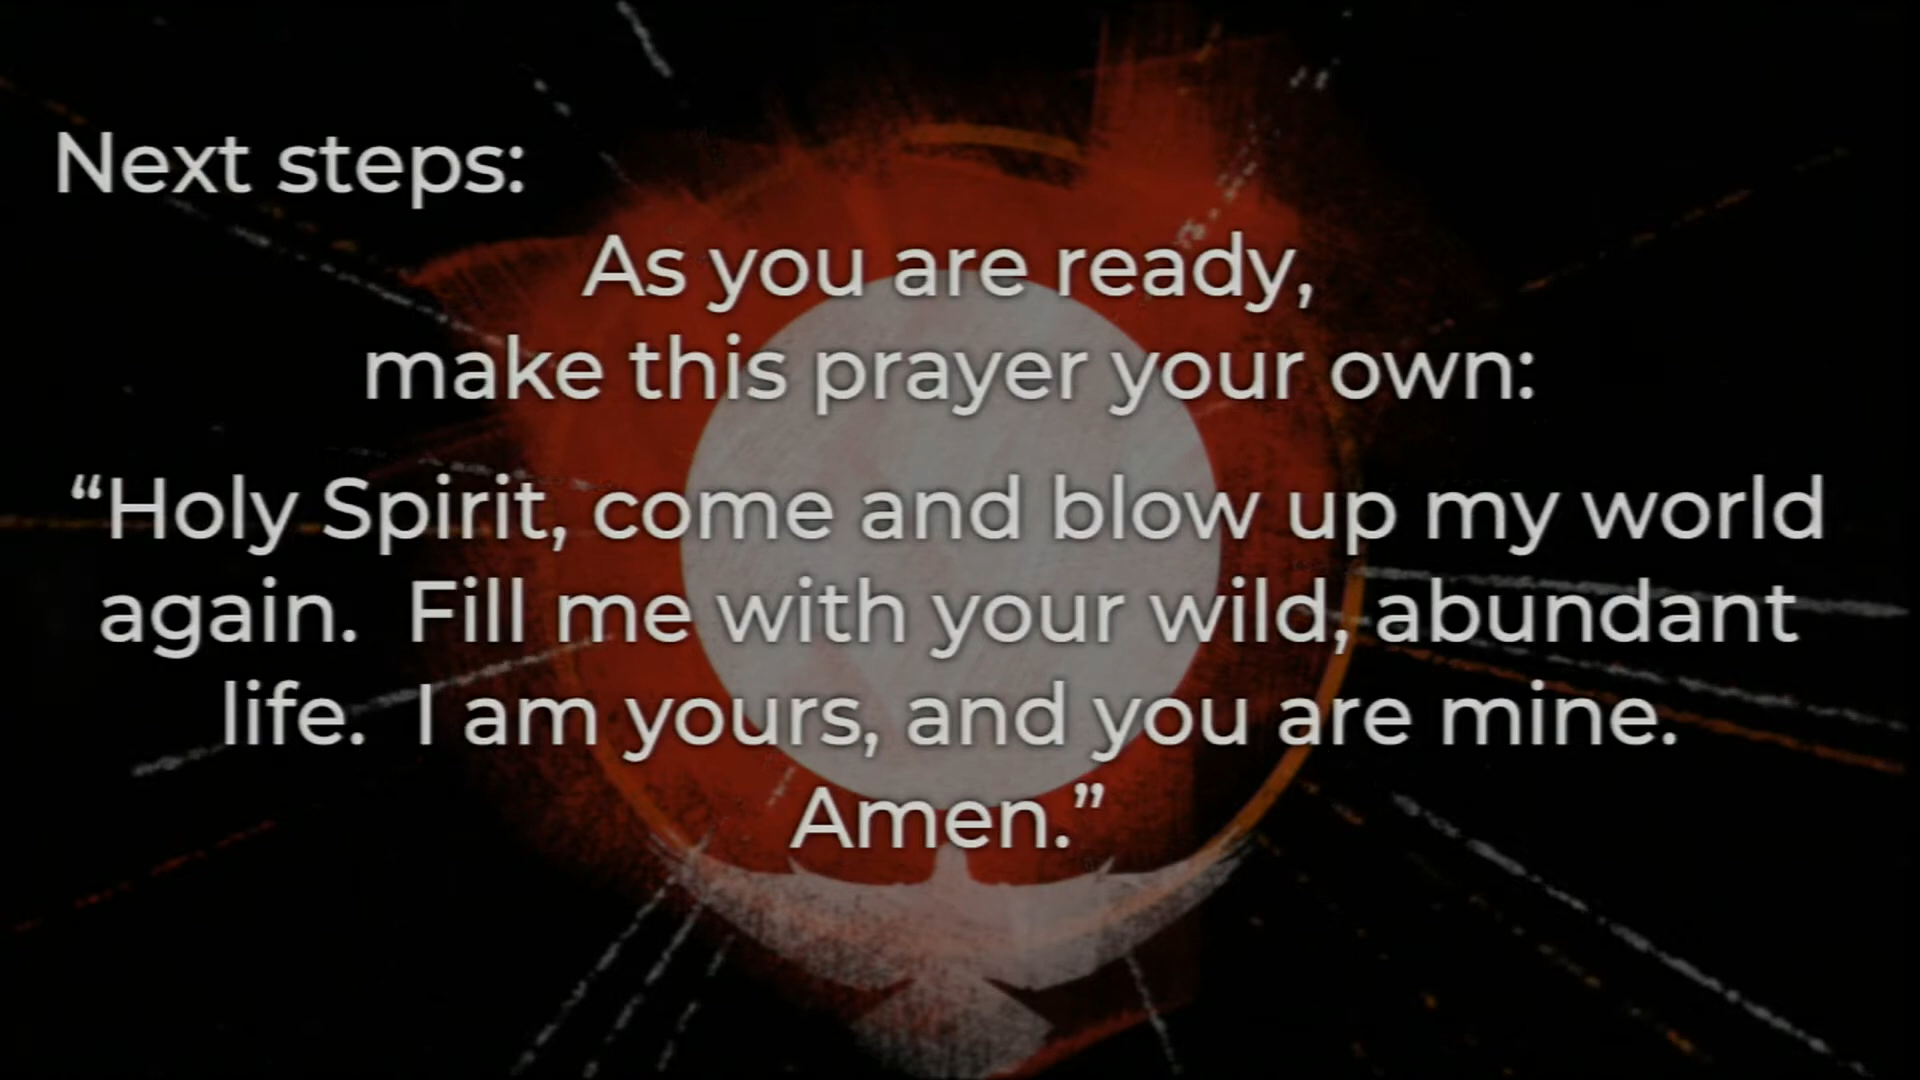 Next steps:
As you are ready,
make this prayer your own:
“Holy Spirit, come and blow up my world
again.  Fill me with your wild, abundant
life.  I am yours, and you are mine.
Amen.”